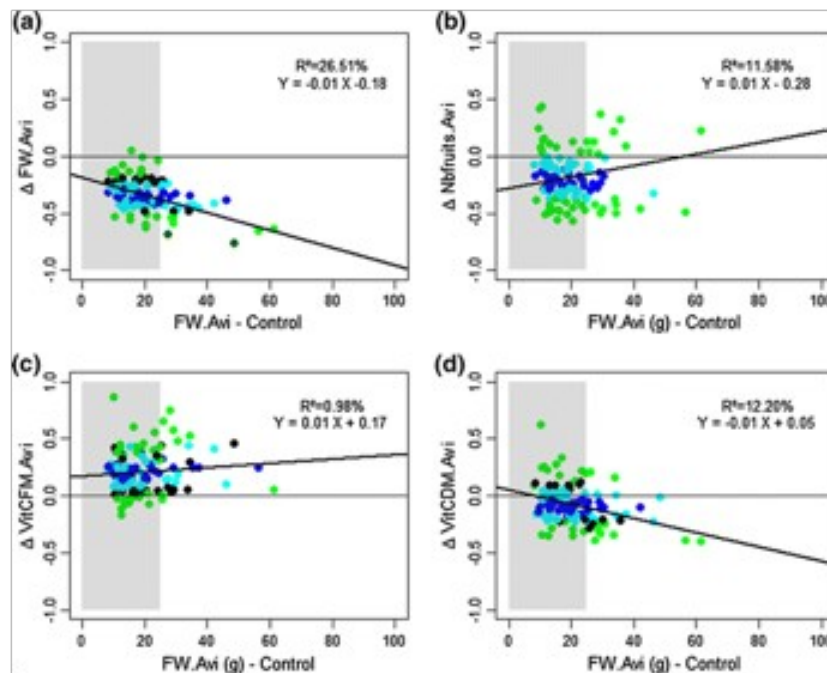 (a)
R²=26.51%
Y = -0.01 X -0.18
Δ FW.Avi
1.0
0.5
0.0
-0.5
-1.0
0 20 40 60 80 100
FW.Avi - Control
(b)
R²=11.58%
Y = 0.01 X - 0.28
Δ Nbfruits.Avi
1.0
0.5
0.0
-0.5
-1.0
0 20 40 60 80 100
FW.Avi (g) - Control
(c)
R²=0.98%
Y = 0.01 X + 0.17
Δ VitCFM.Avi
1.0
0.5
0.0
-0.5
-1.0
0 20 40 60 80 100
FW.Avi (g) - Control
(d)
R²=12.20%
Y = -0.01 X + 0.05
Δ VitCDM.Avi
1.0
0.5
0.0
-0.5
-1.0
0 20 40 60 80 100
FW.Avi (g) - Control